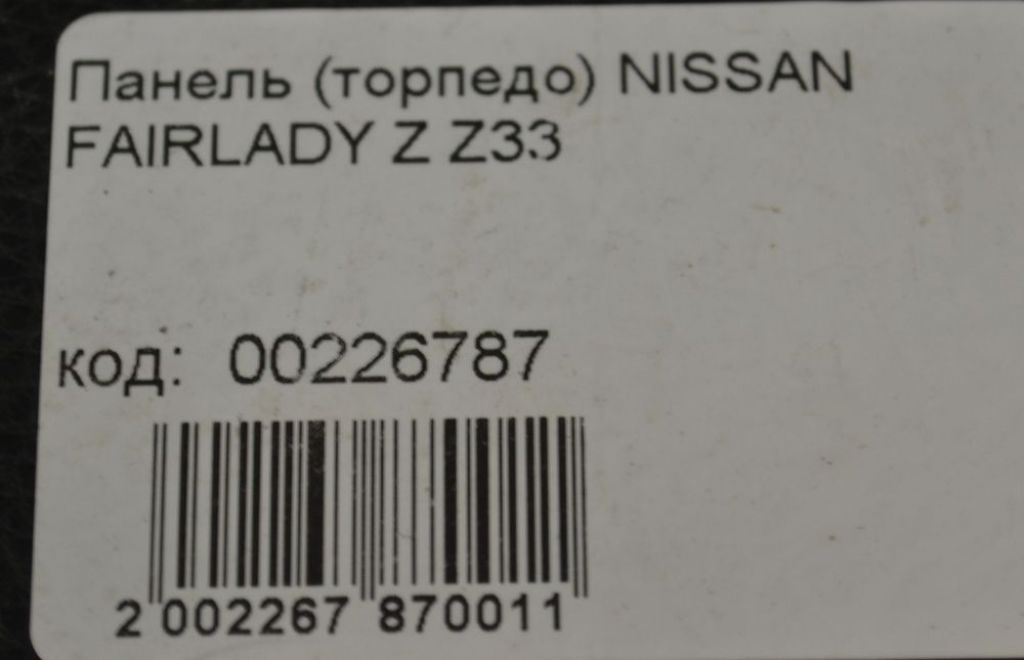 Панель (торпедо) NISSAN
FAIRLADY Z Z33
код: 00226787
2 002267 870011